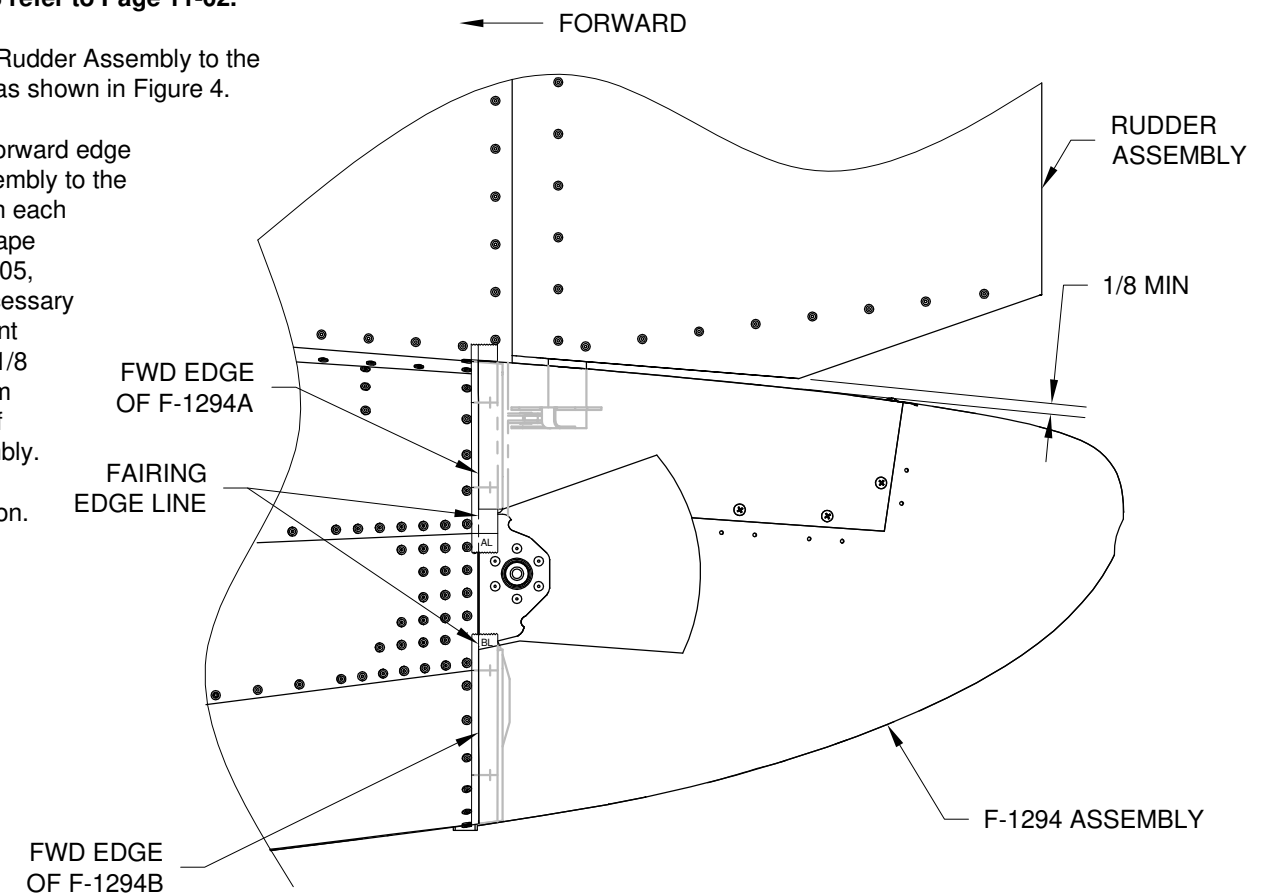 refer to Page 11-02.
Rudder Assembly to the
as shown in Figure 4.
orward edge
embly to the
each
ape
05,
cessary
nt
1/8
m
f
bly.
on.
FORWARD
RUDDER
ASSEMBLY
1/8 MIN
FWD EDGE
OF F-1294A
FAIRING
EDGE LINE
AL
BL
F-1294 ASSEMBLY
FWD EDGE
OF F-1294B